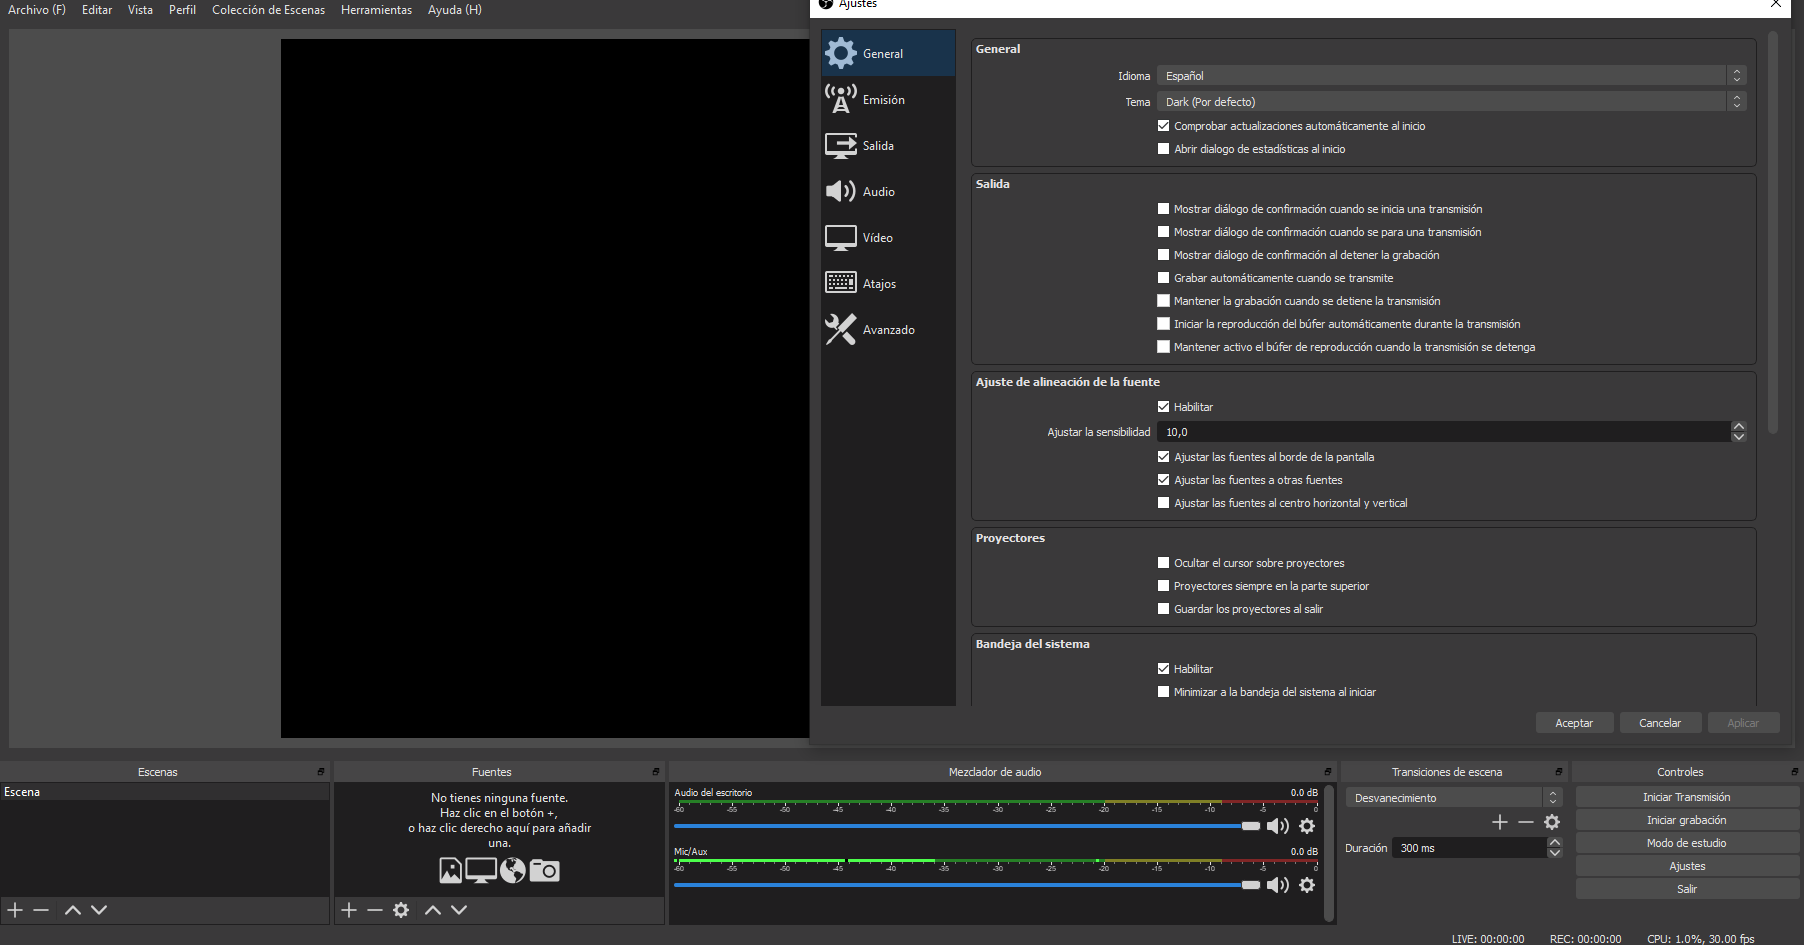 Archivo (F) Editar Vista Perfil Colección de Escenas Herramientas Ayuda (H)
Ajustes
General
Emisión
Salida
Audio
Vídeo
Atajos
Avanzado
General
Idioma Español
Tema Dark (Por defecto)
Comprobar actualizaciones automáticamente al inicio
Abrir dialogo de estadísticas al inicio
Salida
Mostrar diálogo de confirmación cuando se inicia una transmisión
Mostrar diálogo de confirmación cuando se para una transmisión
Mostrar diálogo de confirmación al detener la grabación
Grabar automáticamente cuando se transmite
Mantener la grabación cuando se detiene la transmisión
Iniciar la reproducción del búfer automáticamente durante la transmisión
Mantener activo el búfer de reproducción cuando la transmisión se detenga
Ajuste de alineación de la fuente
Habilitar
Ajustar la sensibilidad 10,0
Ajustar las fuentes al borde de la pantalla
Ajustar las fuentes a otras fuentes
Ajustar las fuentes al centro horizontal y vertical
Proyectores
Ocultar el cursor sobre proyectores
Proyectores siempre en la parte superior
Guardar los proyectores al salir
Bandeja del sistema
Habilitar
Minimizar a la bandeja del sistema al iniciar
Aceptar Cancelar Aplicar
Escenas
Escena
Fuentes
No tienes ninguna fuente.
Haz clic en el botón +,
o haz clic derecho aquí para añadir
una.
Mezclador de audio
Audio del escritorio 0.0 dB
-60 -55 -50 -45 -40 -35 -30 -25 -20 -15 -10 -5 0
Mic/Aux 0.0 dB
-60 -55 -50 -45 -40 -35 -30 -25 -20 -15 -10 -5 0
Transiciones de escena
Desvanecimiento
Duración 300 ms
Controles
Iniciar Transmisión
Iniciar grabación
Modo de estudio
Ajustes
Salir
LIVE: 00:00:00 REC: 00:00:00 CPU: 1.0%, 30.00 fps